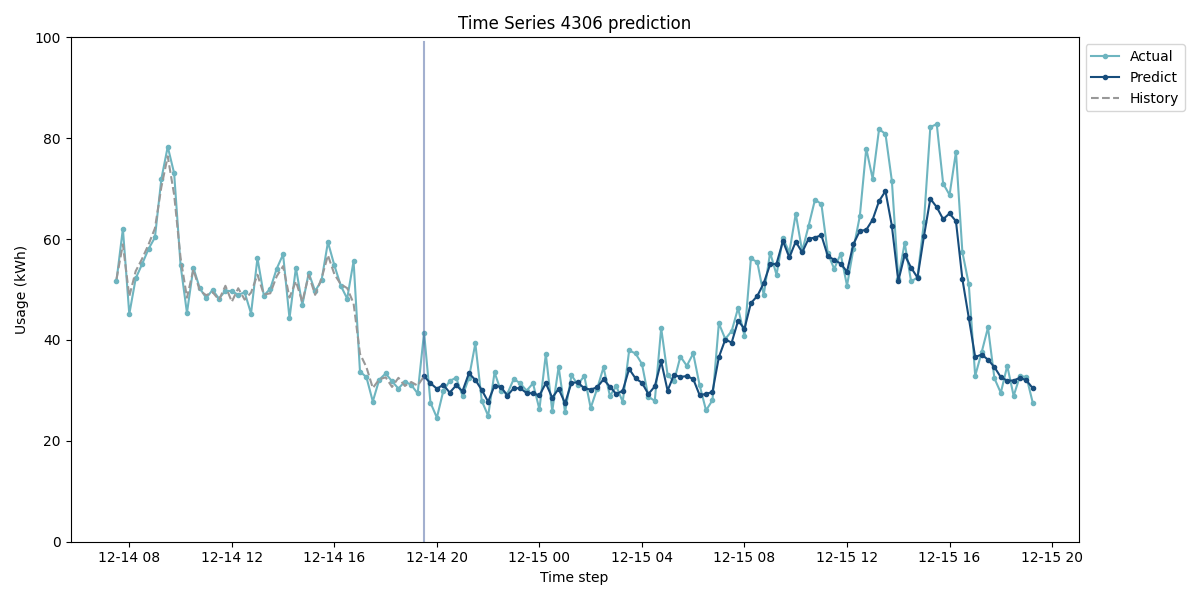 Time Series 4306 prediction
100
80
60
40
20
0
Usage (kWh)
12-14 08
12-14 12
12-14 16
12-14 20
12-15 00
12-15 04
12-15 08
12-15 12
12-15 16
12-15 20
Time step
Actual
Predict
History